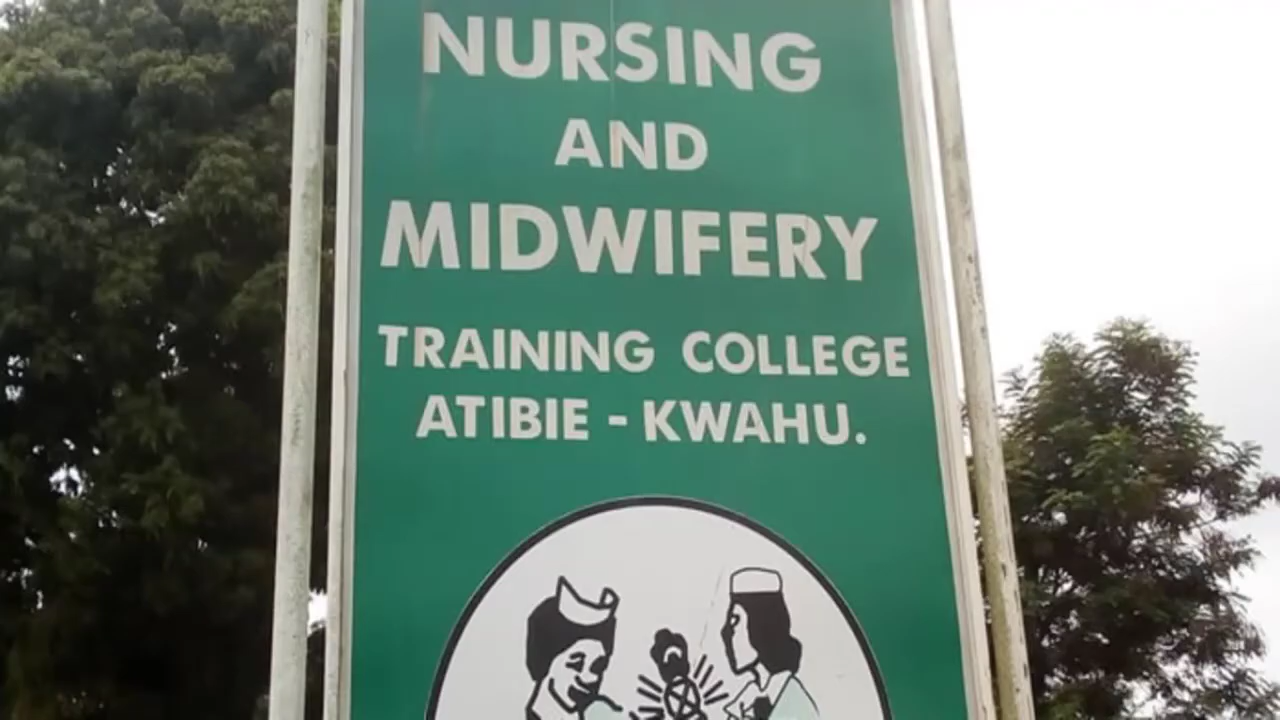 NURSING
AND
MIDWIFERY
TRAINING COLLEGE
ATIBIE - KWAHU.